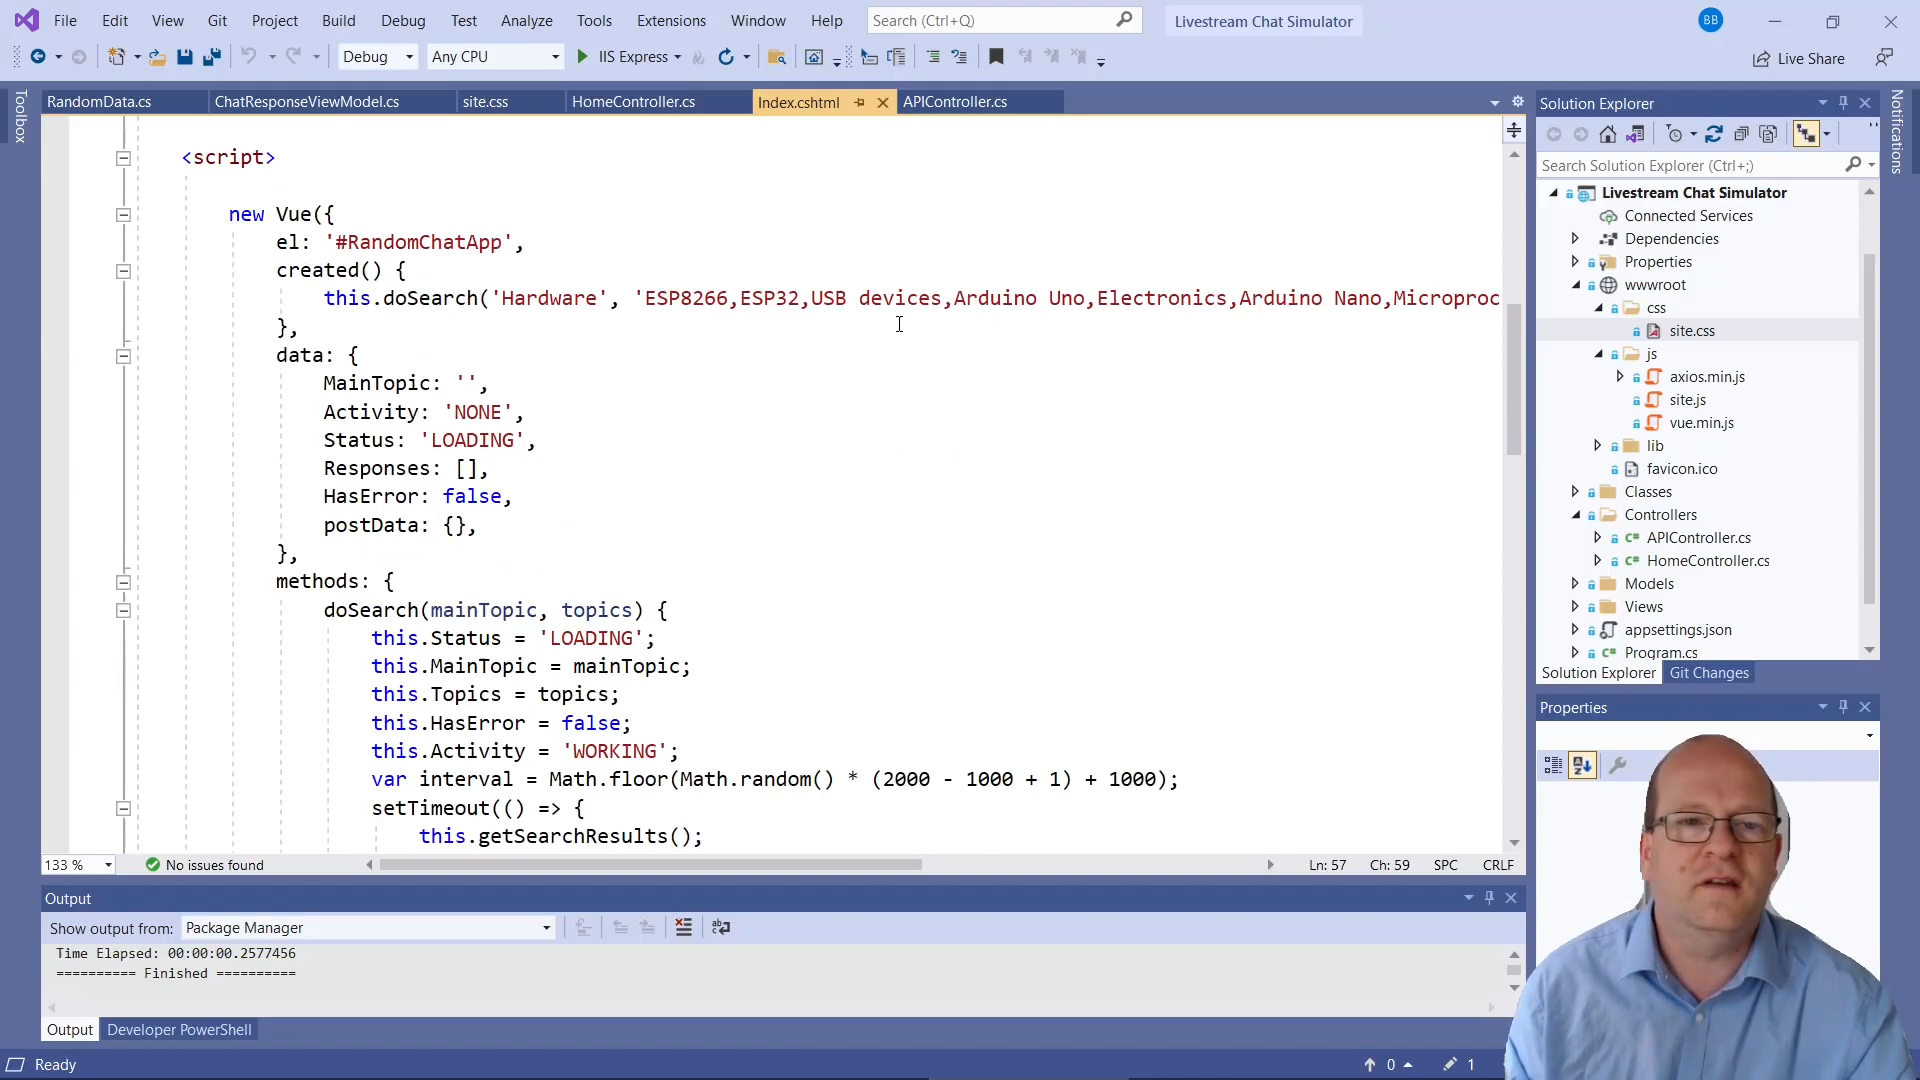 File Edit View Git Project Build Debug Test Analyze Tools Extensions Window Help Search (Ctrl+Q) Livestream Chat Simulator BB
Debug Any CPU IIS Express Live Share
Toolbox
RandomData.cs ChatResponseViewModel.cs site.css HomeController.cs Index.cshtml APIController.cs
<script>
new Vue({
el: '#RandomChatApp',
created() {
this.doSearch('Hardware', 'ESP8266,ESP32,USB devices,Arduino Uno,Electronics,Arduino Nano,Microproc
},
data: {
MainTopic: '',
Activity: 'NONE',
Status: 'LOADING',
Responses: [],
HasError: false,
postData: {},
},
methods: {
doSearch(mainTopic, topics) {
this.Status = 'LOADING';
this.MainTopic = mainTopic;
this.Topics = topics;
this.HasError = false;
this.Activity = 'WORKING';
var interval = Math.floor(Math.random() * (2000 - 1000 + 1) + 1000);
setTimeout(() => {
this.getSearchResults();
133 % No issues found Ln: 57 Ch: 59 SPC CRLF
Output
Show output from: Package Manager
Time Elapsed: 00:00:00.2577456
========== Finished ==========
Output Developer PowerShell
Ready 0 1
Solution Explorer
Search Solution Explorer (Ctrl+;)
Livestream Chat Simulator
Connected Services
Dependencies
Properties
wwwroot
css
site.css
js
axios.min.js
site.js
vue.min.js
lib
favicon.ico
Classes
Controllers
APIController.cs
HomeController.cs
Models
Views
appsettings.json
Program.cs
Solution Explorer Git Changes
Properties
Notifications